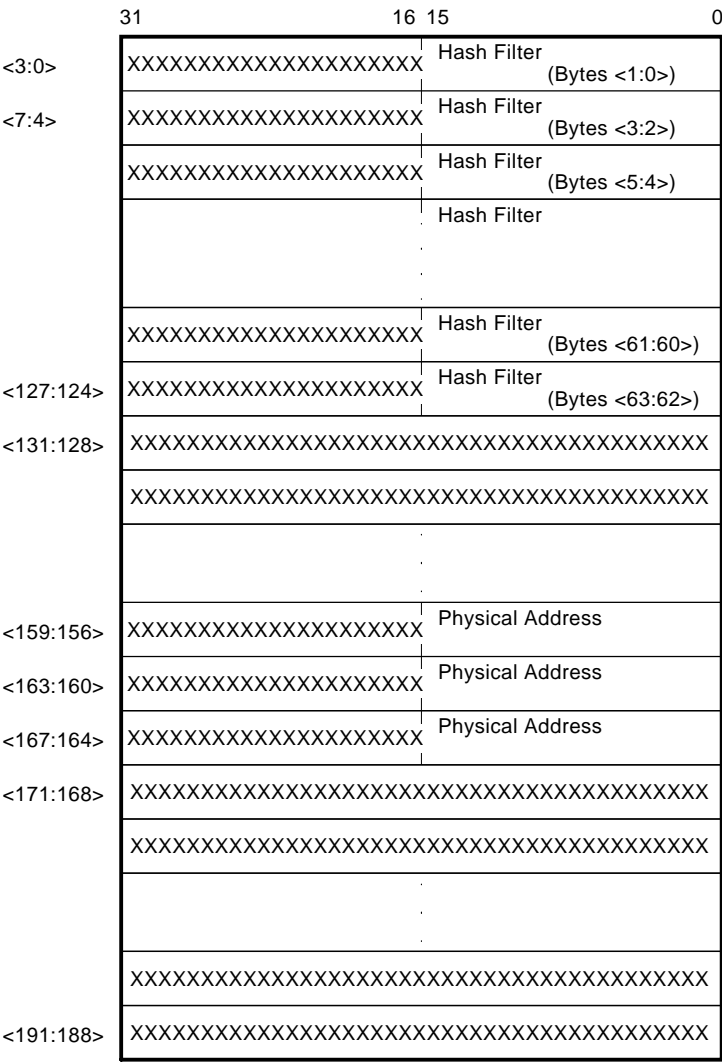 31 16 15 0
<3:0> XXXXXXXXXXXXXXXXXXXXX Hash Filter
(Bytes <1:0>)
<7:4> XXXXXXXXXXXXXXXXXXXXX Hash Filter
(Bytes <3:2>)
XXXXXXXXXXXXXXXXXXXXX Hash Filter
(Bytes <5:4>)
Hash Filter
XXXXXXXXXXXXXXXXXXXXX Hash Filter
(Bytes <61:60>)
<127:124> XXXXXXXXXXXXXXXXXXXXX Hash Filter
(Bytes <63:62>)
<131:128> XXXXXXXXXXXXXXXXXXXXXXXXXXXXXXXXXXXXXXXXX
XXXXXXXXXXXXXXXXXXXXXXXXXXXXXXXXXXXXXXXXX
<159:156> XXXXXXXXXXXXXXXXXXXXX Physical Address
<163:160> XXXXXXXXXXXXXXXXXXXXX Physical Address
<167:164> XXXXXXXXXXXXXXXXXXXXX Physical Address
<171:168> XXXXXXXXXXXXXXXXXXXXXXXXXXXXXXXXXXXXXXXXX
XXXXXXXXXXXXXXXXXXXXXXXXXXXXXXXXXXXXXXXXX
XXXXXXXXXXXXXXXXXXXXXXXXXXXXXXXXXXXXXXXXX
<191:188> XXXXXXXXXXXXXXXXXXXXXXXXXXXXXXXXXXXXXXXXX